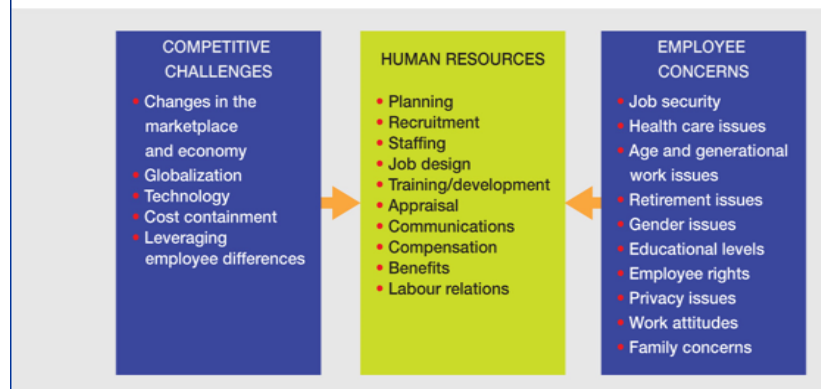 COMPETITIVE
CHALLENGES
• Changes in the
marketplace
and economy
• Globalization
• Technology
• Cost containment
• Leveraging
employee differences
HUMAN RESOURCES
• Planning
• Recruitment
• Staffing
• Job design
• Training/development
• Appraisal
• Communications
• Compensation
• Benefits
• Labour relations
EMPLOYEE
CONCERNS
• Job security
• Health care issues
• Age and generational
work issues
• Retirement issues
• Gender issues
• Educational levels
• Employee rights
• Privacy issues
• Work attitudes
• Family concerns